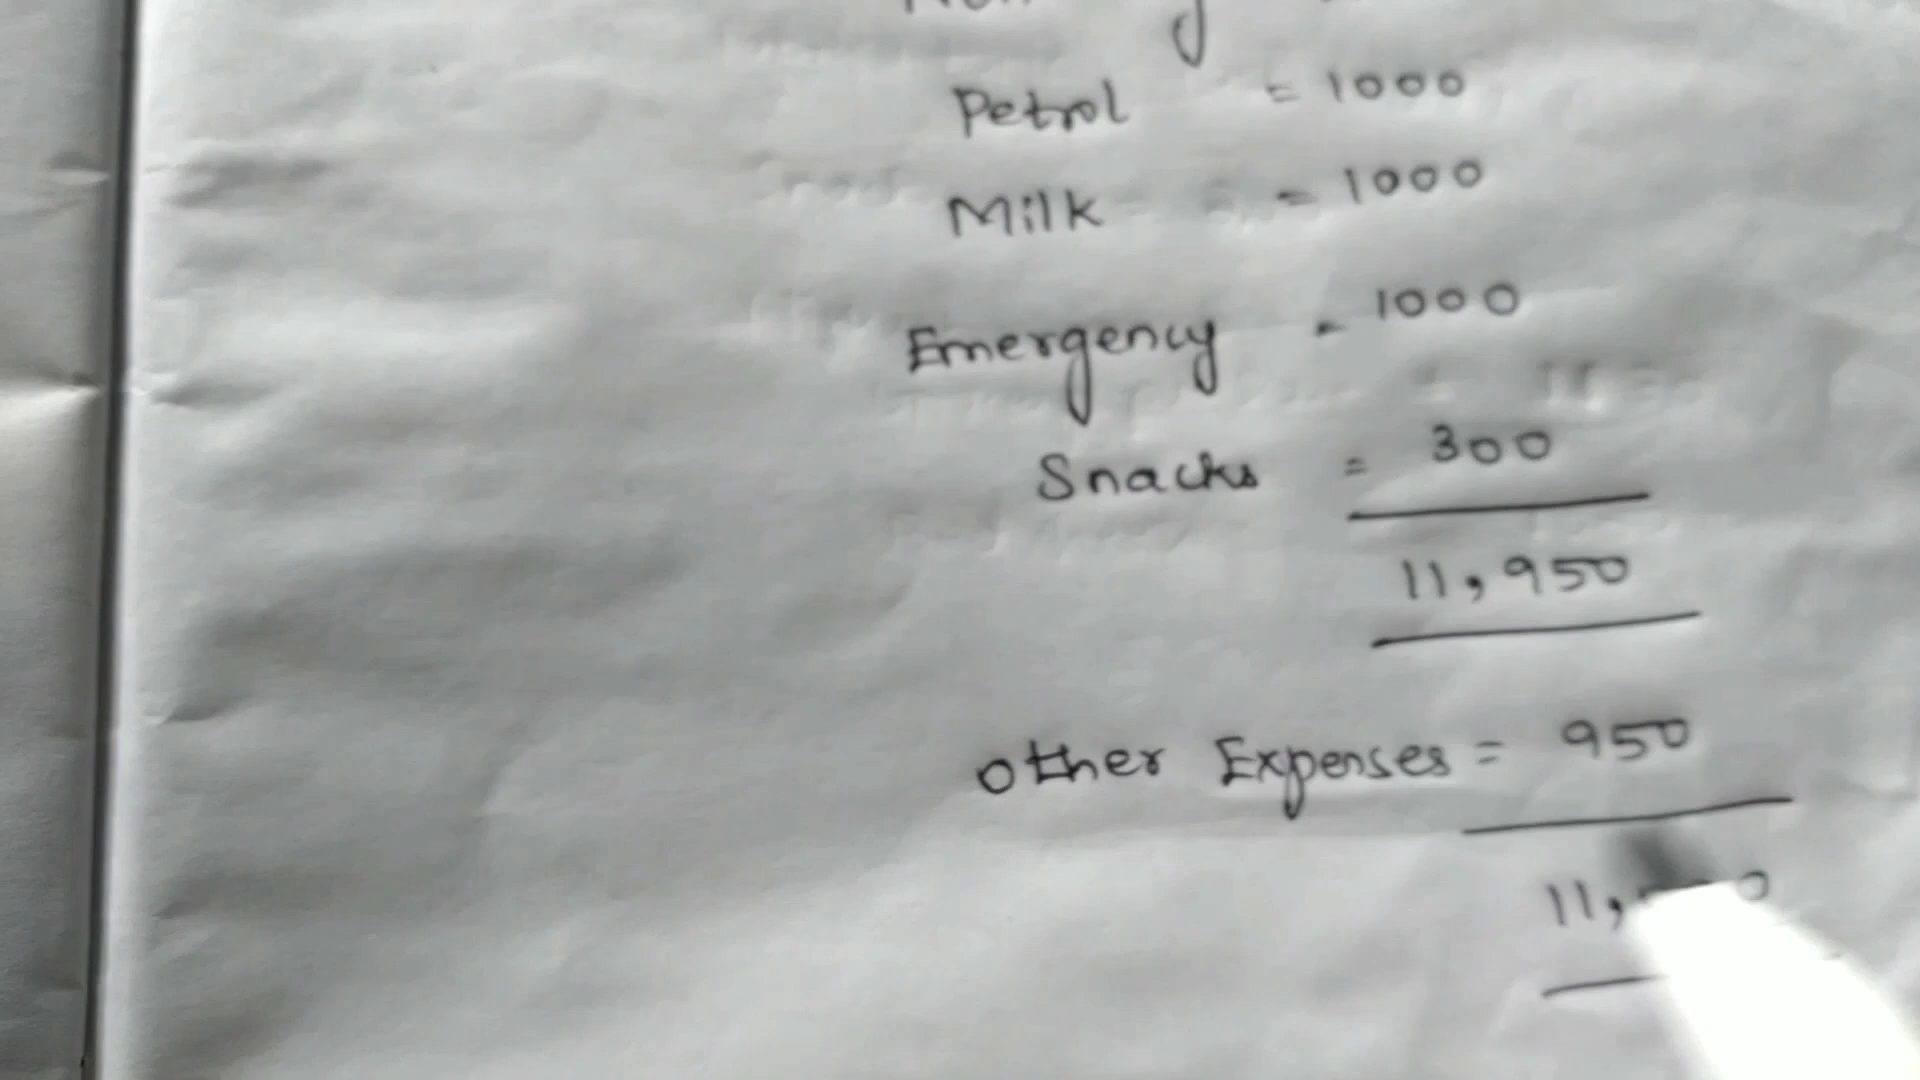 Petrol = 1000
Milk = 1000
Emergency = 1000
Snacks = 300
11,950
Other Expenses = 950